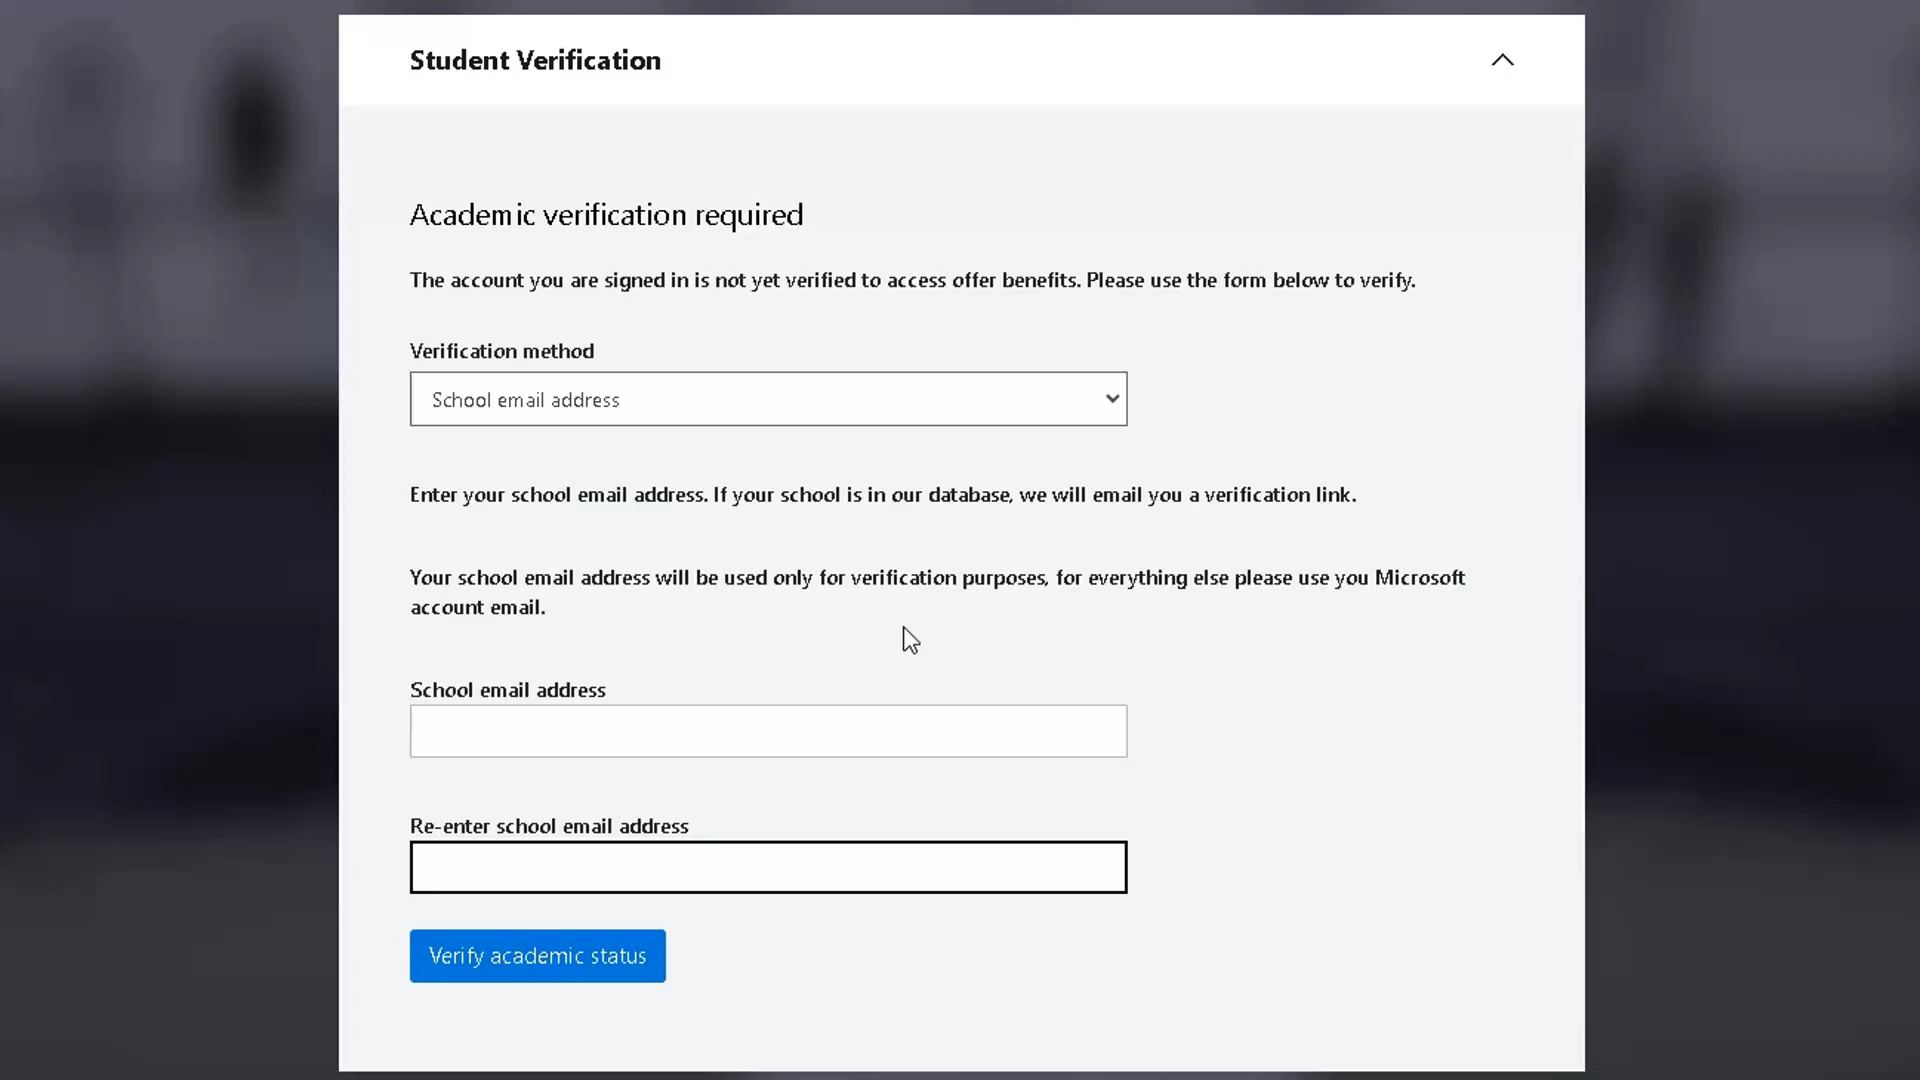 Student Verification
Academic verification required
The account you are signed in is not yet verified to access offer benefits. Please use the form below to verify.
Verification method
School email address
Enter your school email address. If your school is in our database, we will email you a verification link.
Your school email address will be used only for verification purposes, for everything else please use you Microsoft
account email.
School email address
Re-enter school email address
Verify academic status